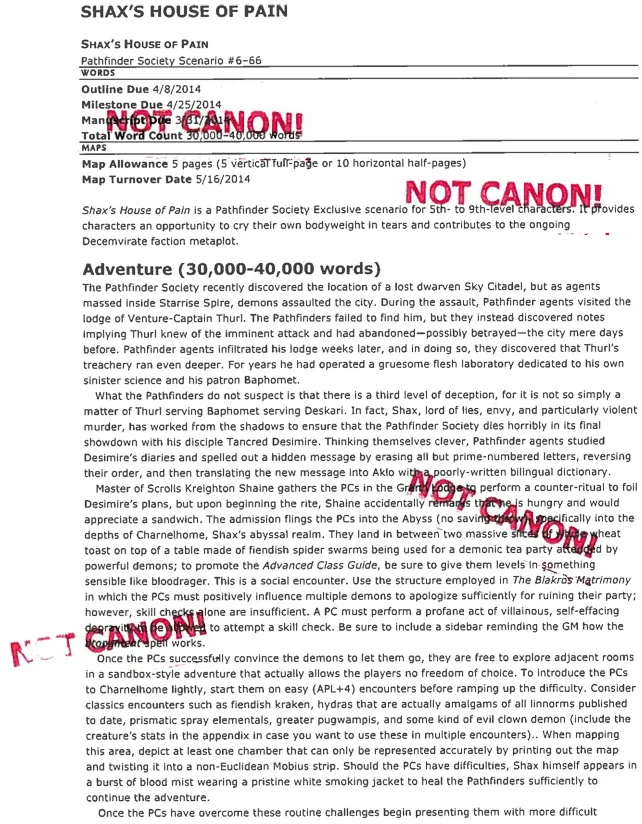 SHAX'S HOUSE OF PAIN
SHAX'S HOUSE OF PAIN
Pathfinder Society Scenario #6–66
WORDS
Outline Due 4/8/2014
Milestone Due 4/25/2014
Manuscript Due 3/31/2014
NOT CANON!
Total Word Count 30,000–40,000 words
MAPS
Map Allowance 5 pages (5 vertical full-page or 10 horizontal half-pages)
Map Turnover Date 5/16/2014
NOT CANON!
Shax's House of Pain is a Pathfinder Society Exclusive scenario for 5th- to 9th-level characters. It provides
characters an opportunity to cry their own bodyweight in tears and contributes to the ongoing
Decemvirate faction metaplot.
Adventure (30,000-40,000 words)
The Pathfinder Society recently discovered the location of a lost dwarven Sky Citadel, but as agents
massed inside Starrise Spire, demons assaulted the city. During the assault, Pathfinder agents visited the
lodge of Venture-Captain Thurl. The Pathfinders failed to find him, but they instead discovered notes
implying Thurl knew of the imminent attack and had abandoned—possibly betrayed—the city mere days
before. Pathfinder agents infiltrated his lodge weeks later, and in doing so, they discovered that Thurl's
treachery ran even deeper. For years he had operated a gruesome flesh laboratory dedicated to his own
sinister science and his patron Baphomet.
What the Pathfinders do not suspect is that there is a third level of deception, for it is not so simply a
matter of Thurl serving Baphomet serving Deskari. In fact, Shax, lord of lies, envy, and particularly violent
murder, has worked from the shadows to ensure that the Pathfinder Society dies horribly in its final
showdown with his disciple Tancred Desimire. Thinking themselves clever, Pathfinder agents studied
Desimire's diaries and spelled out a hidden message by erasing all but prime-numbered letters, reversing
their order, and then translating the new message into Aklo with a poorly-written bilingual dictionary.
Master of Scrolls Kreighton Shaine gathers the PCs in the Grand Lodge to perform a counter-ritual to foil
Desimire's plans, but upon beginning the rite, Shaine accidentally remarks that he is hungry and would
appreciate a sandwich. The admission flings the PCs into the Abyss (no saving throw), specifically into the
NOT CANON!
depths of Charnelhome, Shax's abyssal realm. They land in between two massive slices of whole wheat
toast on top of a table made of fiendish spider swarms being used for a demonic tea party attended by
powerful demons; to promote the Advanced Class Guide, be sure to give them levels in something
sensible like bloodrager. This is a social encounter. Use the structure employed in The Blakros Matrimony
in which the PCs must positively influence multiple demons to apologize sufficiently for ruining their party;
however, skill checks alone are insufficient. A PC must perform a profane act of villainous, self-effacing
depravity to be allowed to attempt a skill check. Be sure to include a sidebar reminding the GM how the
NOT CANON!
atonement spell works.
Once the PCs successfully convince the demons to let them go, they are free to explore adjacent rooms
in a sandbox-style adventure that actually allows the players no freedom of choice. To introduce the PCs
to Charnelhome lightly, start them on easy (APL+4) encounters before ramping up the difficulty. Consider
classics encounters such as fiendish kraken, hydras that are actually amalgams of all linnorms published
to date, prismatic spray elementals, greater pugwampis, and some kind of evil clown demon (include the
creature's stats in the appendix in case you want to use these in multiple encounters).. When mapping
this area, depict at least one chamber that can only be represented accurately by printing out the map
and twisting it into a non-Euclidean Mobius strip. Should the PCs have difficulties, Shax himself appears in
a burst of blood mist wearing a pristine white smoking jacket to heal the Pathfinders sufficiently to
continue the adventure.
Once the PCs have overcome these routine challenges begin presenting them with more difficult